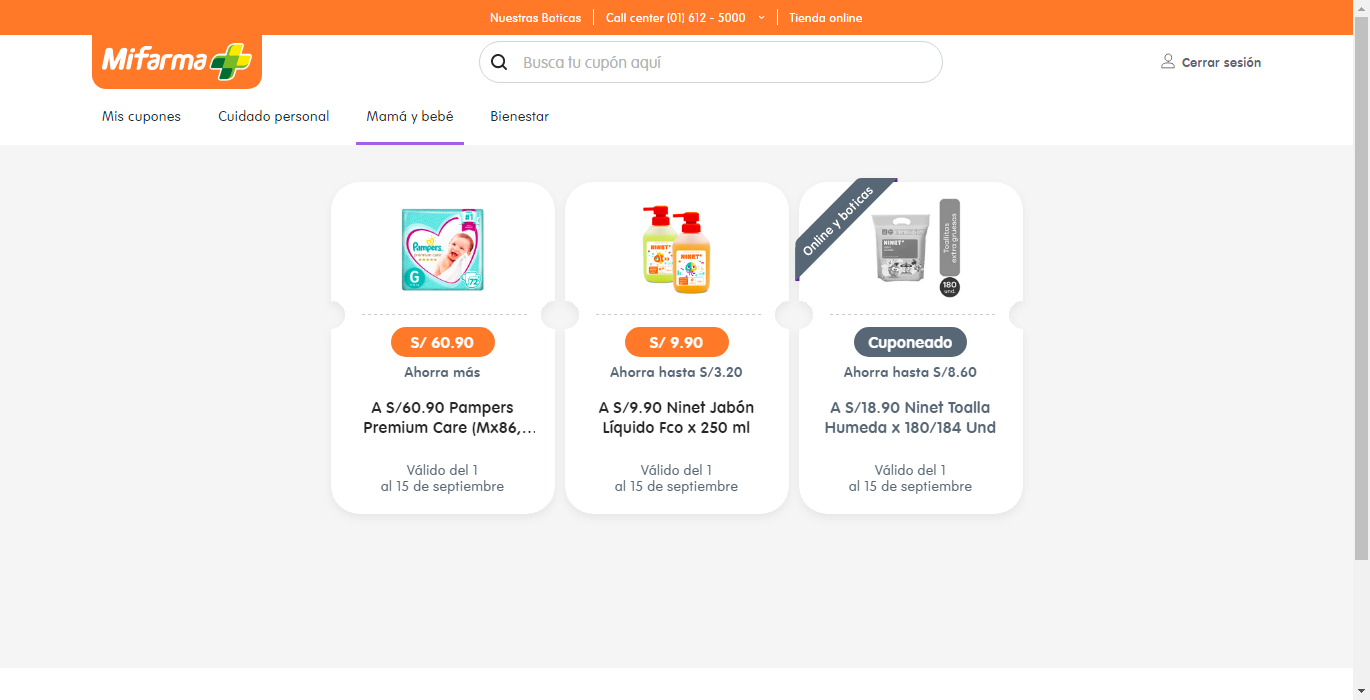 Nuestras Boticas
Call center (01) 612 - 5000
Tienda online
Mifarma
Busca tu cupón aquí
Cerrar sesión
Mis cupones
Cuidado personal
Mamá y bebé
Bienestar
Pampers
premium care
G
72
S/ 60.90
Ahorra más
A S/60.90 Pampers
Premium Care (Mx86,...
Válido del 1
al 15 de septiembre
NINET
NINET
S/ 9.90
Ahorra hasta S/3.20
A S/9.90 Ninet Jabón
Líquido Fco x 250 ml
Válido del 1
al 15 de septiembre
Online y boticas
NINET
Toallitas
extra gruesas
180
und.
Cuponeado
Ahorra hasta S/8.60
A S/18.90 Ninet Toalla
Humeda x 180/184 Und
Válido del 1
al 15 de septiembre